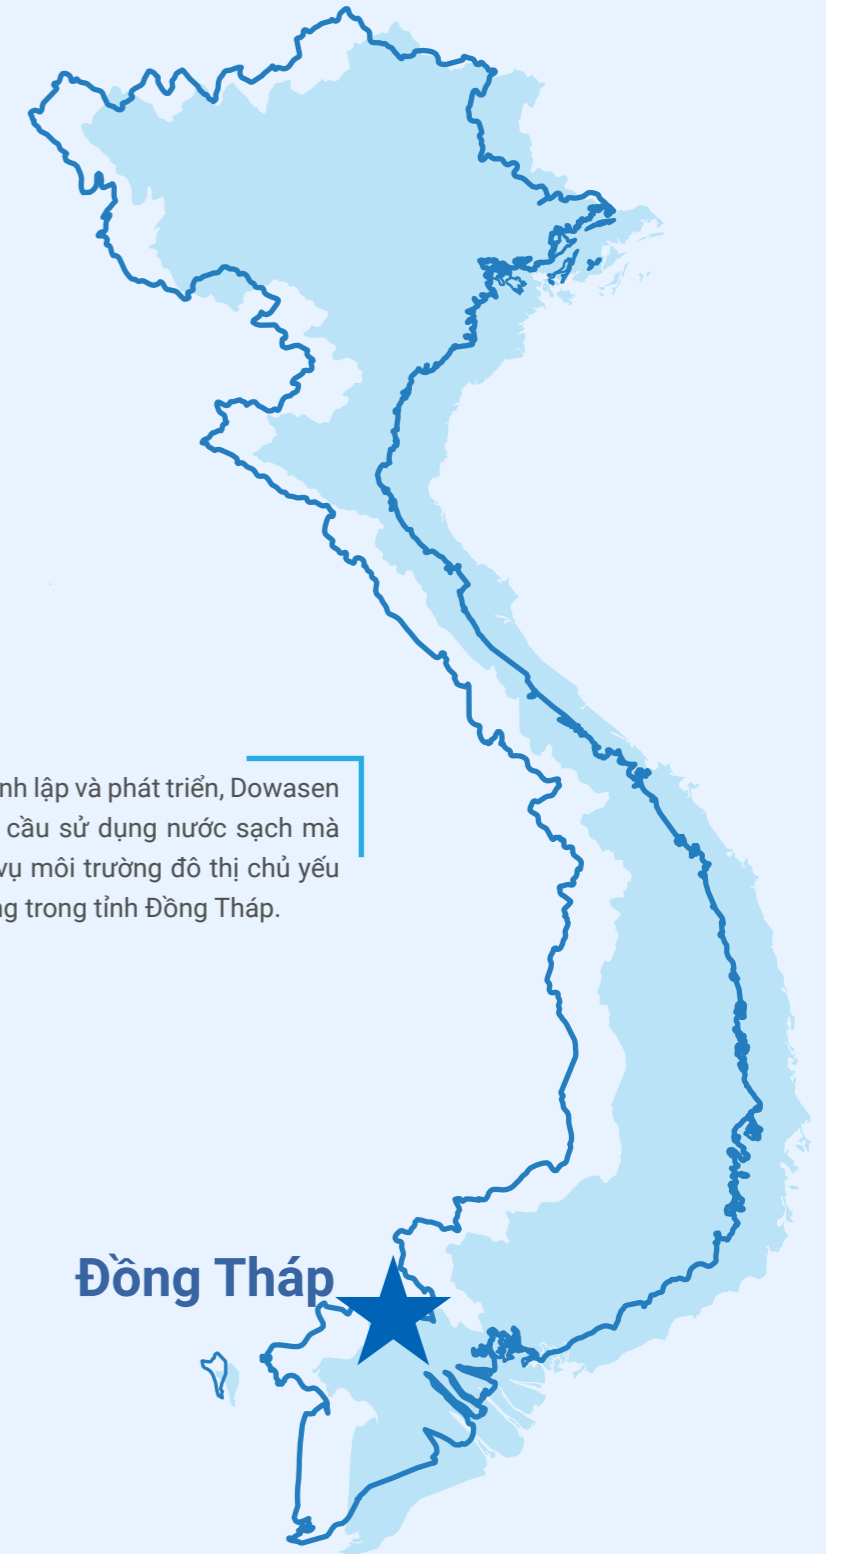 nh lập và phát triển, Dowasen
cầu sử dụng nước sạch mà
vụ môi trường đô thị chủ yếu
ng trong tỉnh Đồng Tháp.
Đồng Tháp